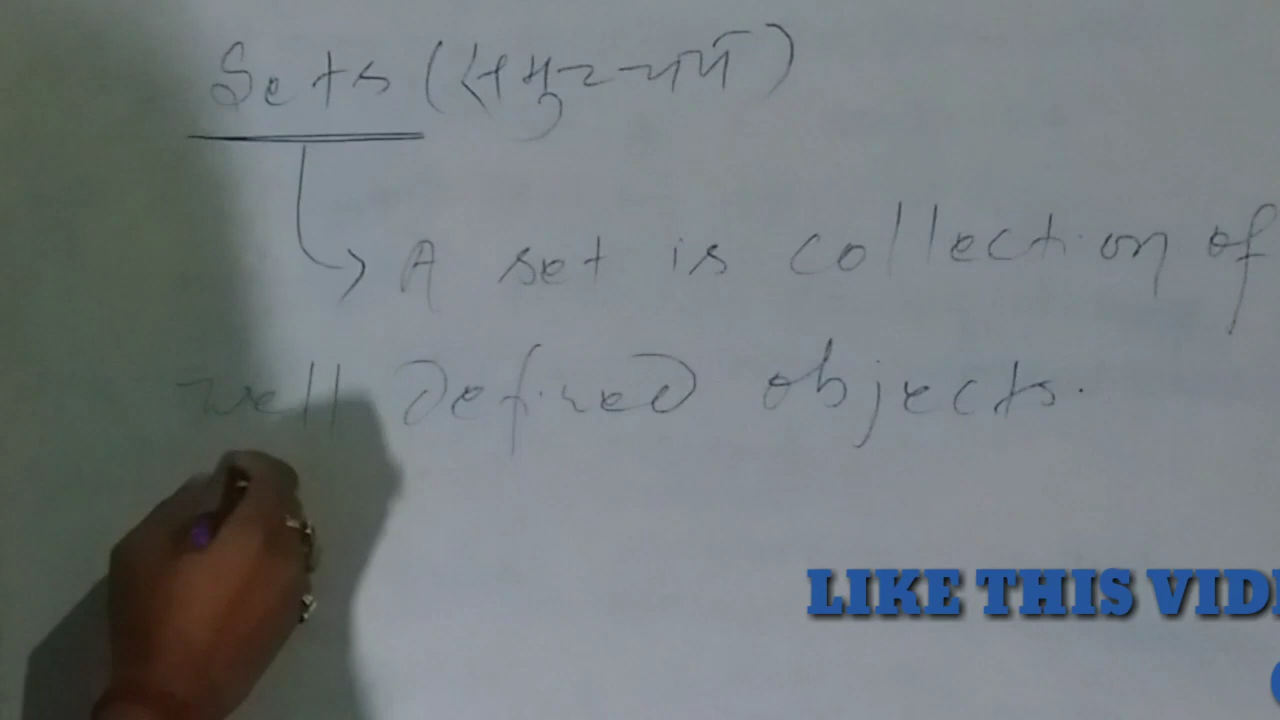 Sets (समुच्चय)
A set is collection of
well defined objects.
LIKE THIS VID